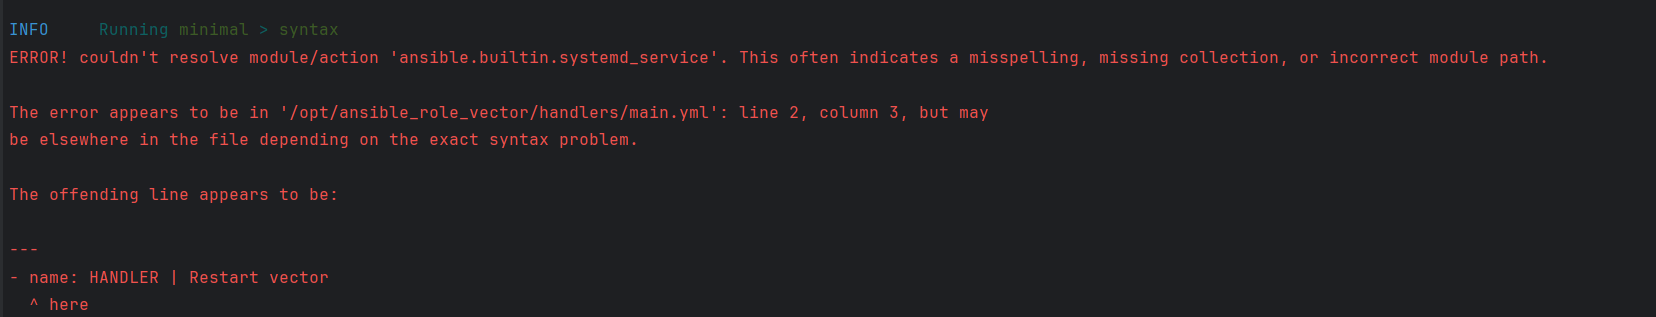 INFO     Running minimal > syntax
ERROR! couldn't resolve module/action 'ansible.builtin.systemd_service'. This often indicates a misspelling, missing collection, or incorrect module path.
The error appears to be in '/opt/ansible_role_vector/handlers/main.yml': line 2, column 3, but may
be elsewhere in the file depending on the exact syntax problem.
The offending line appears to be:
---
- name: HANDLER | Restart vector
  ^ here